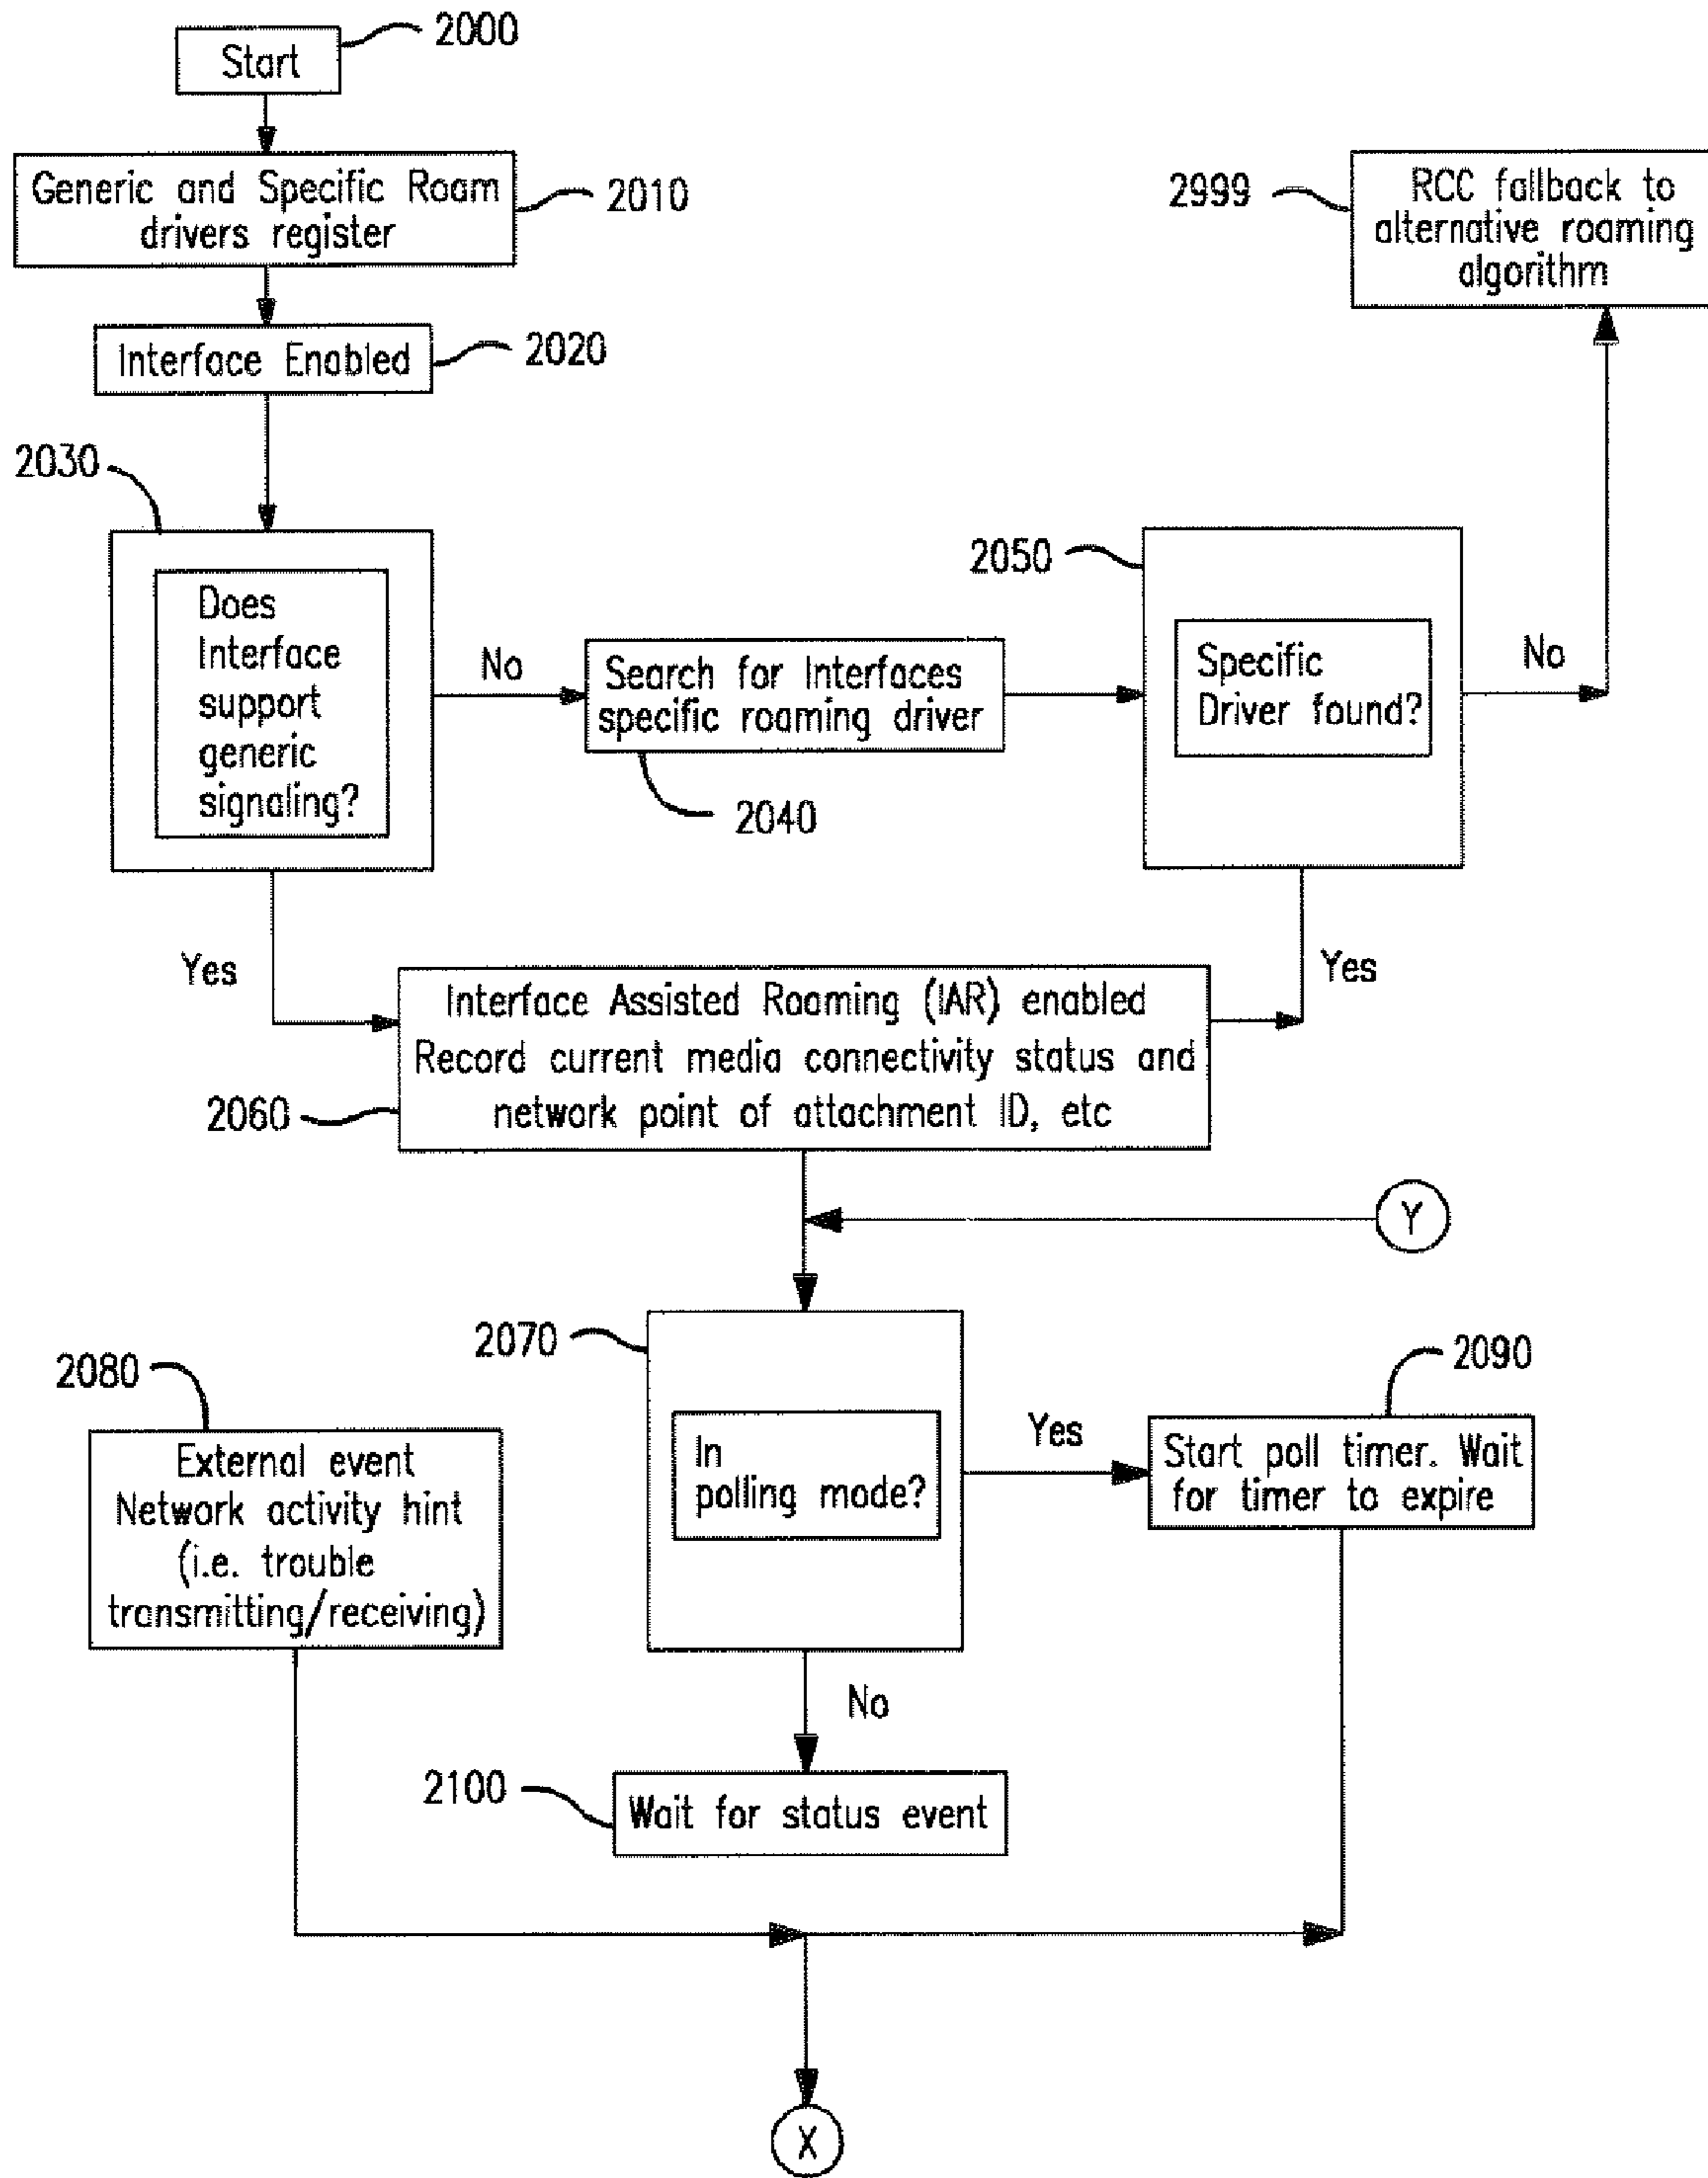 Start
2000
Generic and Specific Roam
drivers register
2010
2999
RCC fallback to
alternative roaming
algorithm
Interface Enabled
2020
2030
Does
Interface
support
generic
signaling?
No
Search for Interfaces
specific roaming driver
2040
2050
Specific
Driver found?
No
Yes
Yes
Interface Assisted Roaming (IAR) enabled
Record current media connectivity status and
network point of attachment ID, etc
2060
Y
2070
In
polling mode?
Yes
2090
Start poll timer. Wait
for timer to expire
2080
External event
Network activity hint
(i.e. trouble
transmitting/receiving)
No
2100
Wait for status event
X